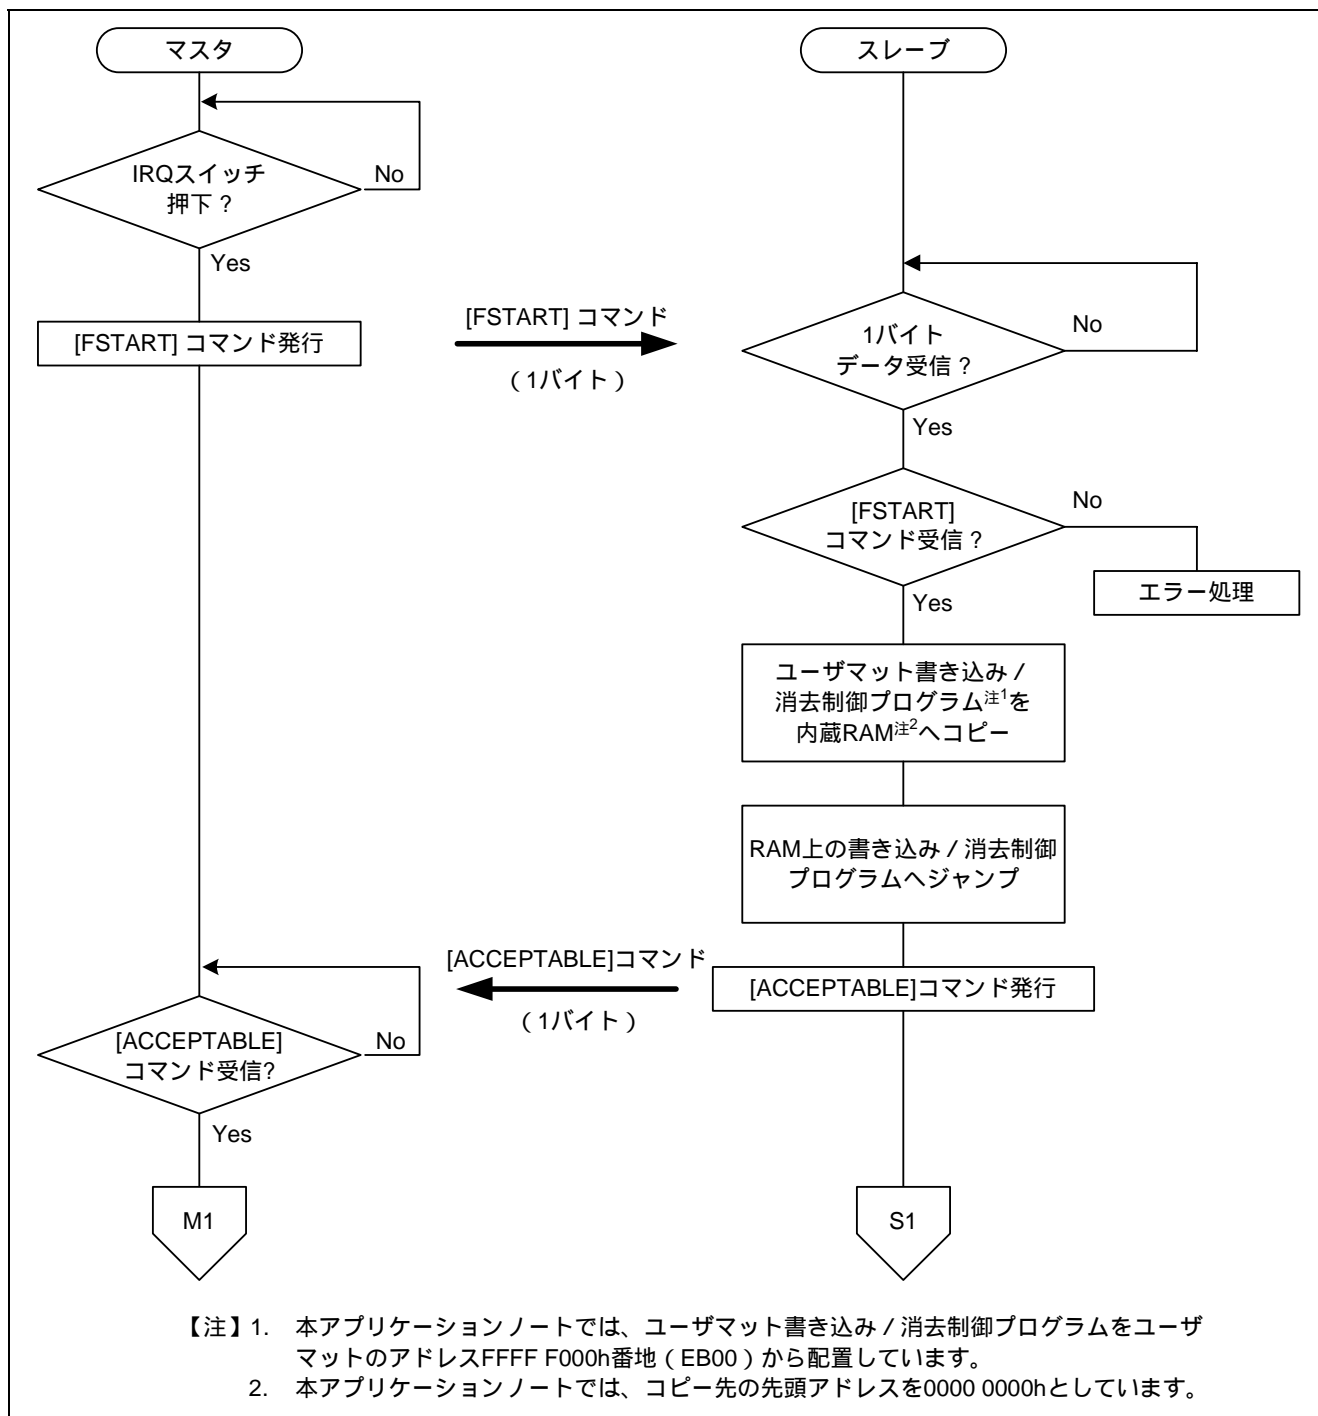 マスタ
IRQスイッチ
押下？
No
Yes
[FSTART] コマンド発行
[FSTART] コマンド
（1バイト）
スレーブ
1バイト
データ受信？
No
Yes
[FSTART]
コマンド受信？
No
エラー処理
Yes
ユーザマット書き込み／
消去制御プログラム注1を
内蔵RAM注2へコピー
RAM上の書き込み／消去制御
プログラムへジャンプ
[ACCEPTABLE]コマンド発行
[ACCEPTABLE]コマンド
（1バイト）
[ACCEPTABLE]
コマンド受信?
No
Yes
M1
S1
【注】1. 本アプリケーションノートでは、ユーザマット書き込み／消去制御プログラムをユーザ
マットのアドレスFFFF F000h番地（EB00）から配置しています。
2. 本アプリケーションノートでは、コピー先の先頭アドレスを0000 0000hとしています。